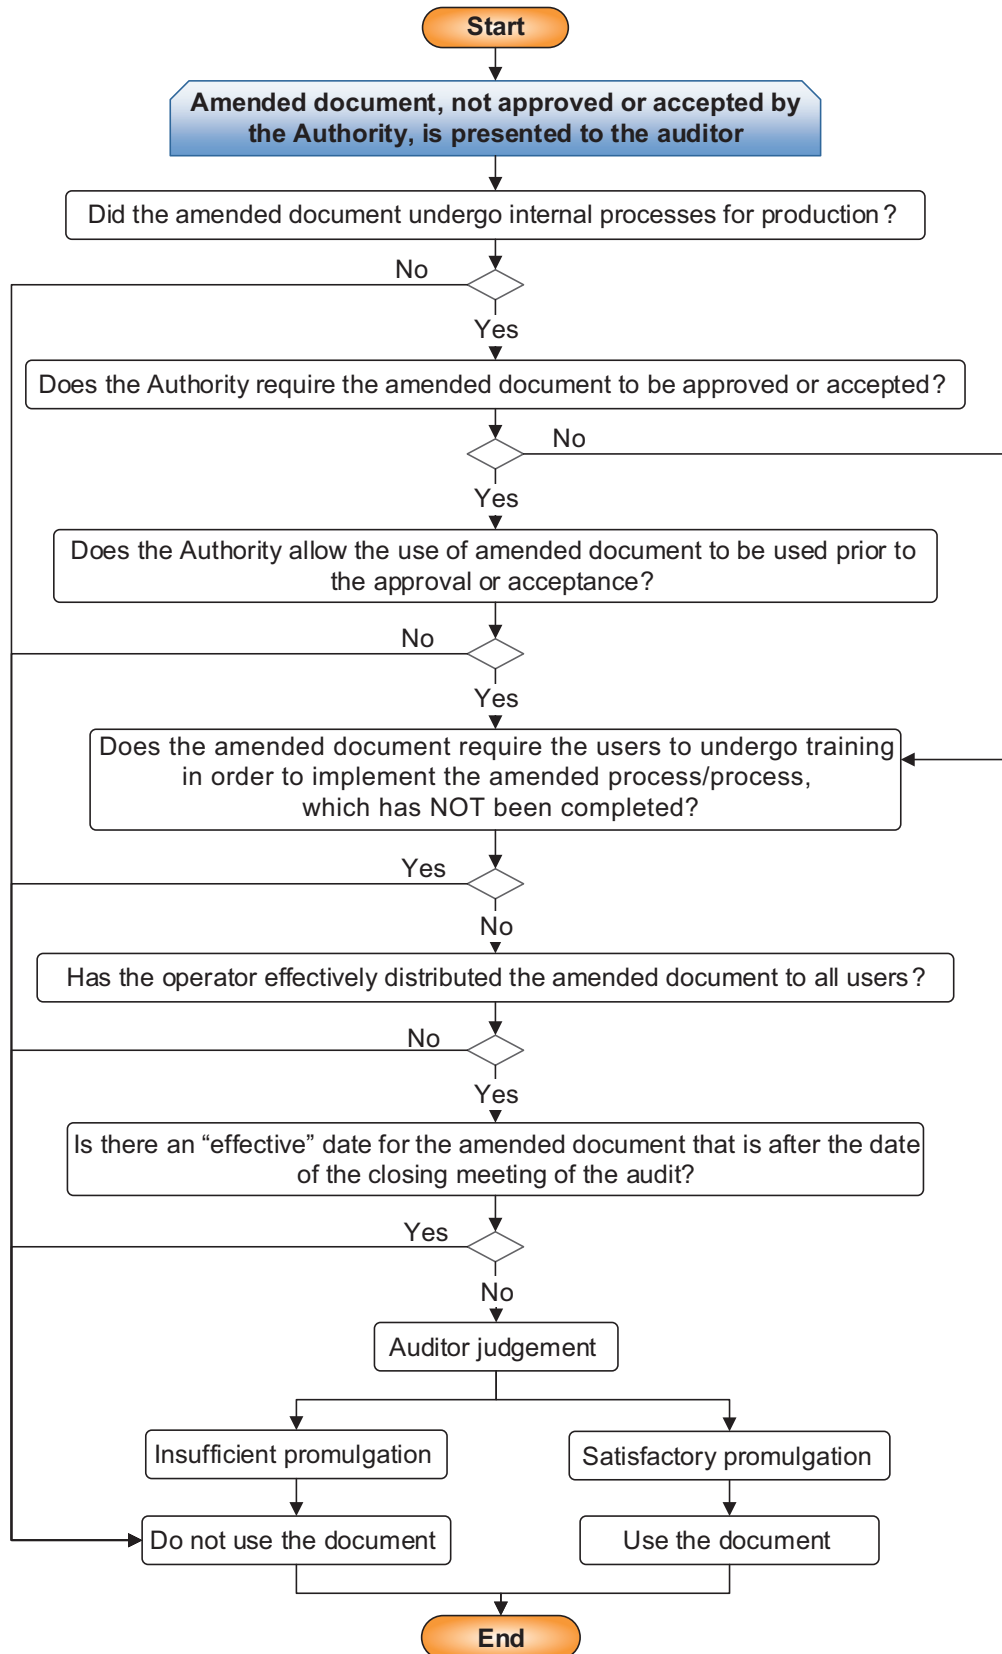 Start
Amended document, not approved or accepted by
the Authority, is presented to the auditor
Did the amended document undergo internal processes for production?
No
Yes
Does the Authority require the amended document to be approved or accepted?
No
Yes
Does the Authority allow the use of amended document to be used prior to
the approval or acceptance?
No
Yes
Does the amended document require the users to undergo training
in order to implement the amended process/process,
which has NOT been completed?
Yes
No
Has the operator effectively distributed the amended document to all users?
No
Yes
Is there an “effective” date for the amended document that is after the date
of the closing meeting of the audit?
Yes
No
Auditor judgement
Insufficient promulgation
Satisfactory promulgation
Do not use the document
Use the document
End